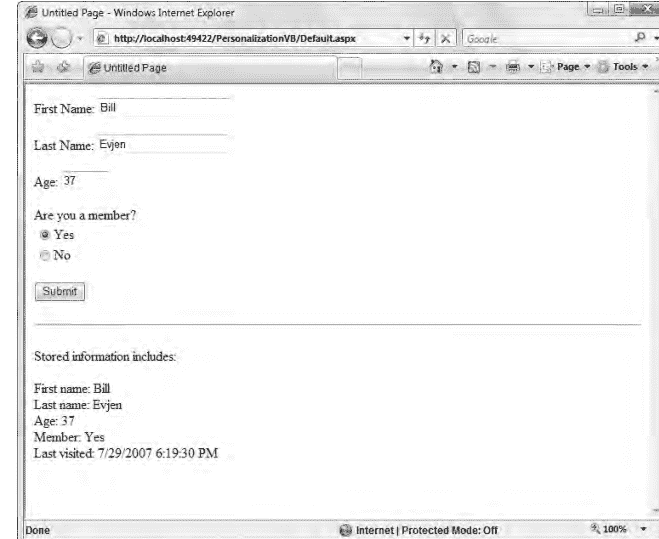 Untitled Page - Windows Internet Explorer
http://localhost:49422/PersonalizationVB/Default.aspx
Google
Untitled Page
Page
Tools
First Name: Bill
Last Name: Evjen
Age: 37
Are you a member?
Yes
No
Submit
Stored information includes:
First name: Bill
Last name: Evjen
Age: 37
Member: Yes
Last visited: 7/29/2007 6:19:30 PM
Done
Internet | Protected Mode: Off
100%